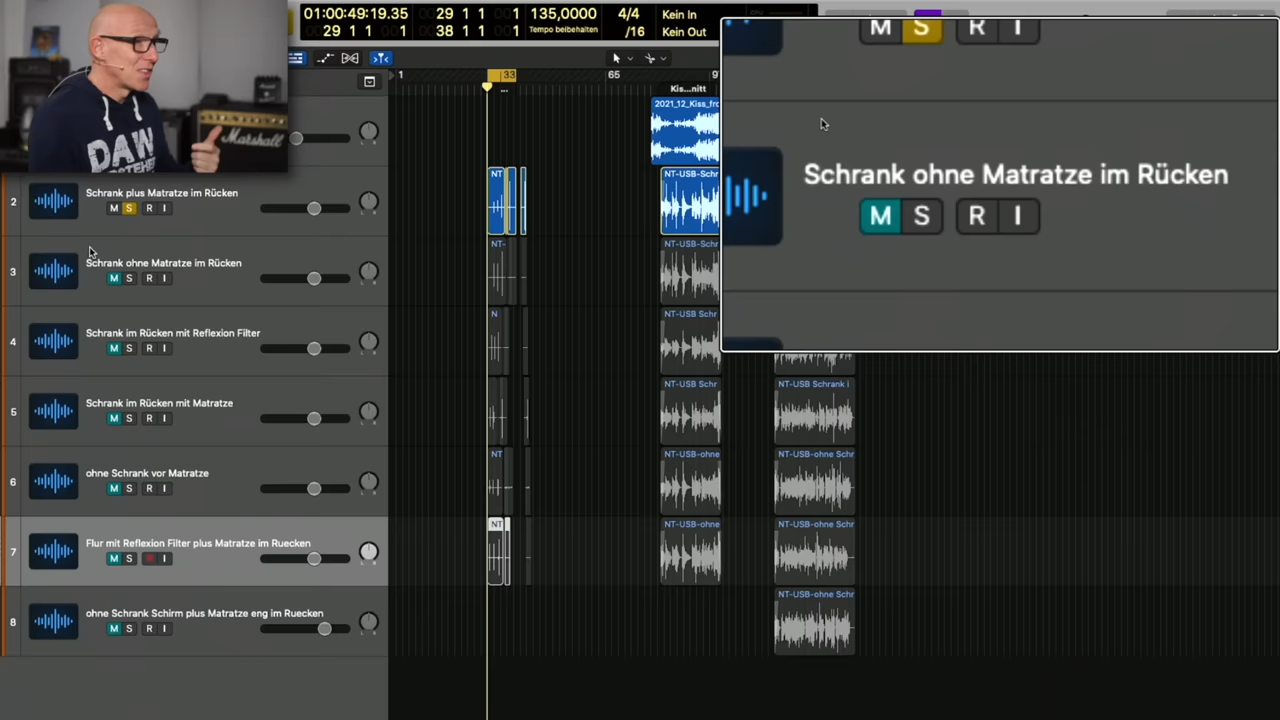 01:00:49:19.35
29 1 1 1
135,0000
4/4
Kein In
29 1 1 1
38 1 1 1
Tempo beibehalten
/16
Kein Out
1
33
65
Kis...nitt
...
2021_12_Kiss_fro
M S R I
Schrank ohne Matratze im Rücken
M S R I
DAW
Marshall
2
Schrank plus Matratze im Rücken
M S R I
NT
NT-USB-Schr
3
Schrank ohne Matratze im Rücken
M S R I
NT-
NT-USB-Schr
4
Schrank im Rücken mit Reflexion Filter
M S R I
N
NT-USB Schr
5
Schrank im Rücken mit Matratze
M S R I
NT-USB Schr
NT-USB Schrank i
6
ohne Schrank vor Matratze
M S R I
NT
NT-USB-ohne
NT-USB-ohne Schr
7
Flur mit Reflexion Filter plus Matratze im Ruecken
M S R I
NT
NT-USB-ohne
NT-USB-ohne Schr
8
ohne Schrank Schirm plus Matratze eng im Ruecken
M S R I
NT-USB-ohne Schr